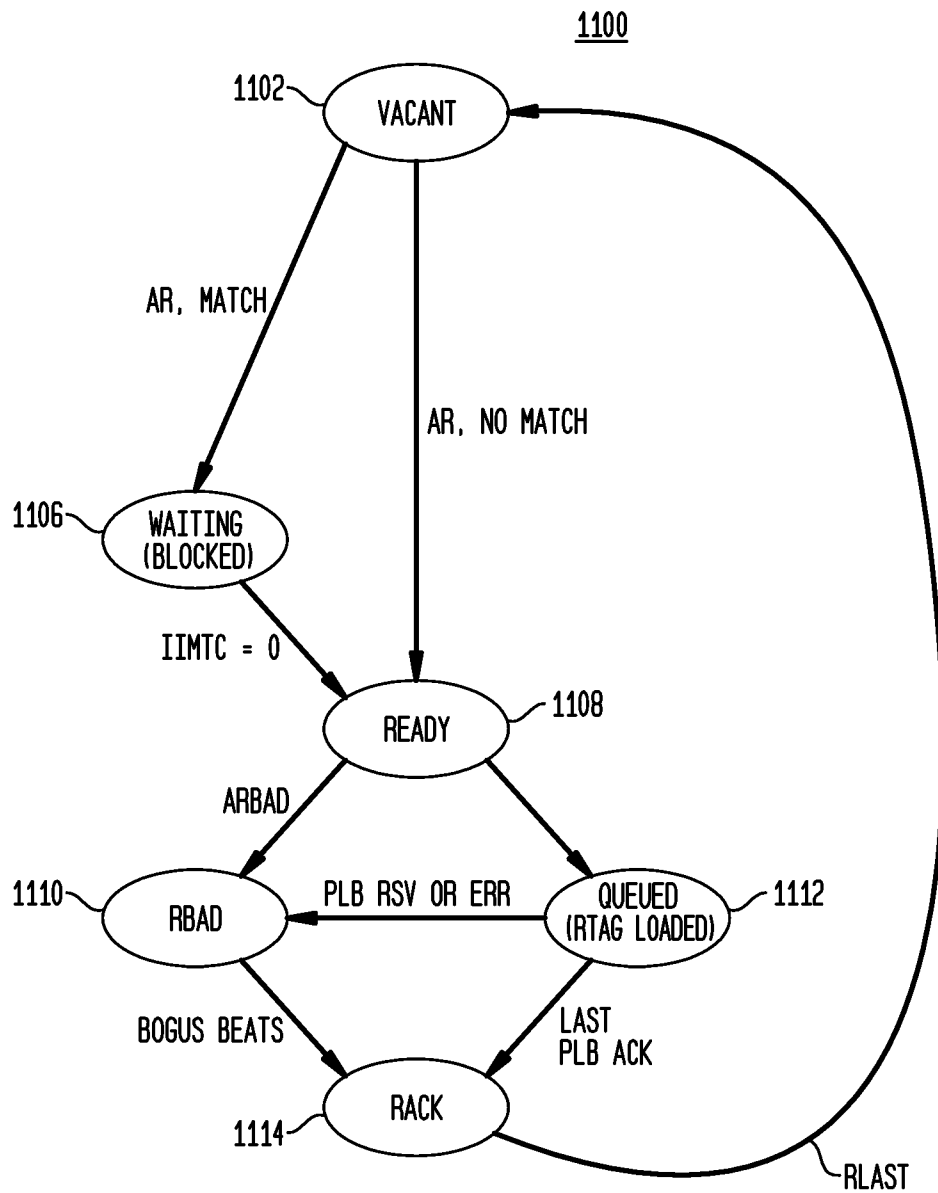 1100
1102
VACANT
AR, MATCH
AR, NO MATCH
1106
WAITING
(BLOCKED)
IIMTC = 0
READY
1108
ARBAD
1110
RBAD
PLB RSV OR ERR
QUEUED
(RTAG LOADED)
1112
BOGUS BEATS
LAST
PLB ACK
RACK
1114
RLAST